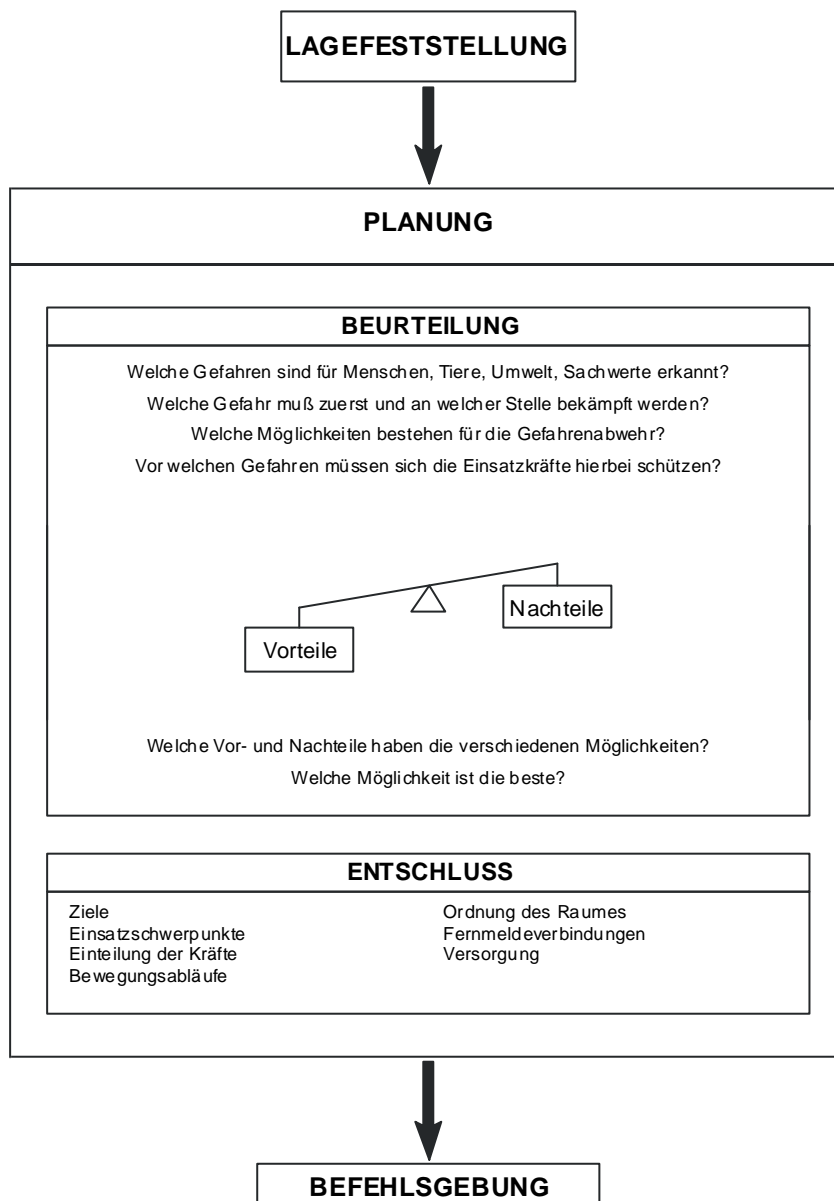 LAGEFESTSTELLUNG
PLANUNG
BEURTEILUNG
Welche Gefahren sind für Menschen, Tiere, Umwelt, Sachwerte erkannt?
Welche Gefahr muß zuerst und an welcher Stelle bekämpft werden?
Welche Möglichkeiten bestehen für die Gefahrenabwehr?
Vor welchen Gefahren müssen sich die Einsatzkräfte hierbei schützen?
Nachteile
Vorteile
Welche Vor- und Nachteile haben die verschiedenen Möglichkeiten?
Welche Möglichkeit ist die beste?
ENTSCHLUSS
Ziele
Einsatzschwerpunkte
Einteilung der Kräfte
Bewegungsabläufe
Ordnung des Raumes
Fernmeldeverbindungen
Versorgung
BEFEHLSGEBUNG